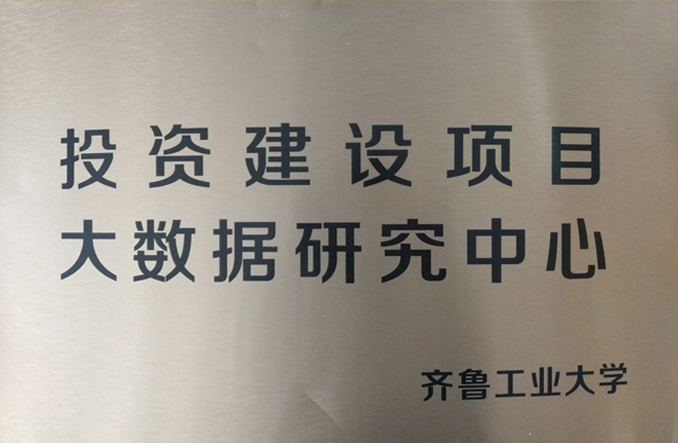 投资建设项目
大数据研究中心
齐鲁工业大学